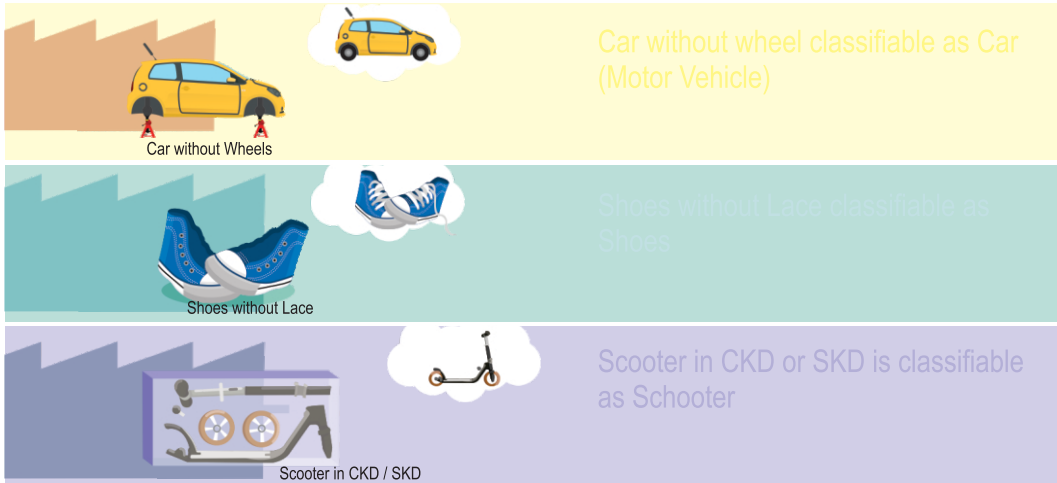 Car without wheel classifiable as Car
(Motor Vehicle)
Car without Wheels
Shoes without Lace classifiable as
Shoes
Shoes without Lace
Scooter in CKD or SKD is classifiable
as Schooter
Scooter in CKD / SKD